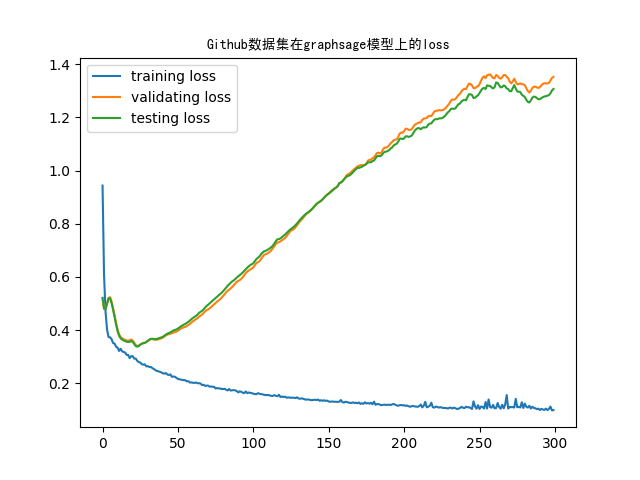 Github数据集在graphsage模型上的loss
training loss
validating loss
testing loss
1.4
1.2
1.0
0.8
0.6
0.4
0.2
0 50 100 150 200 250 300